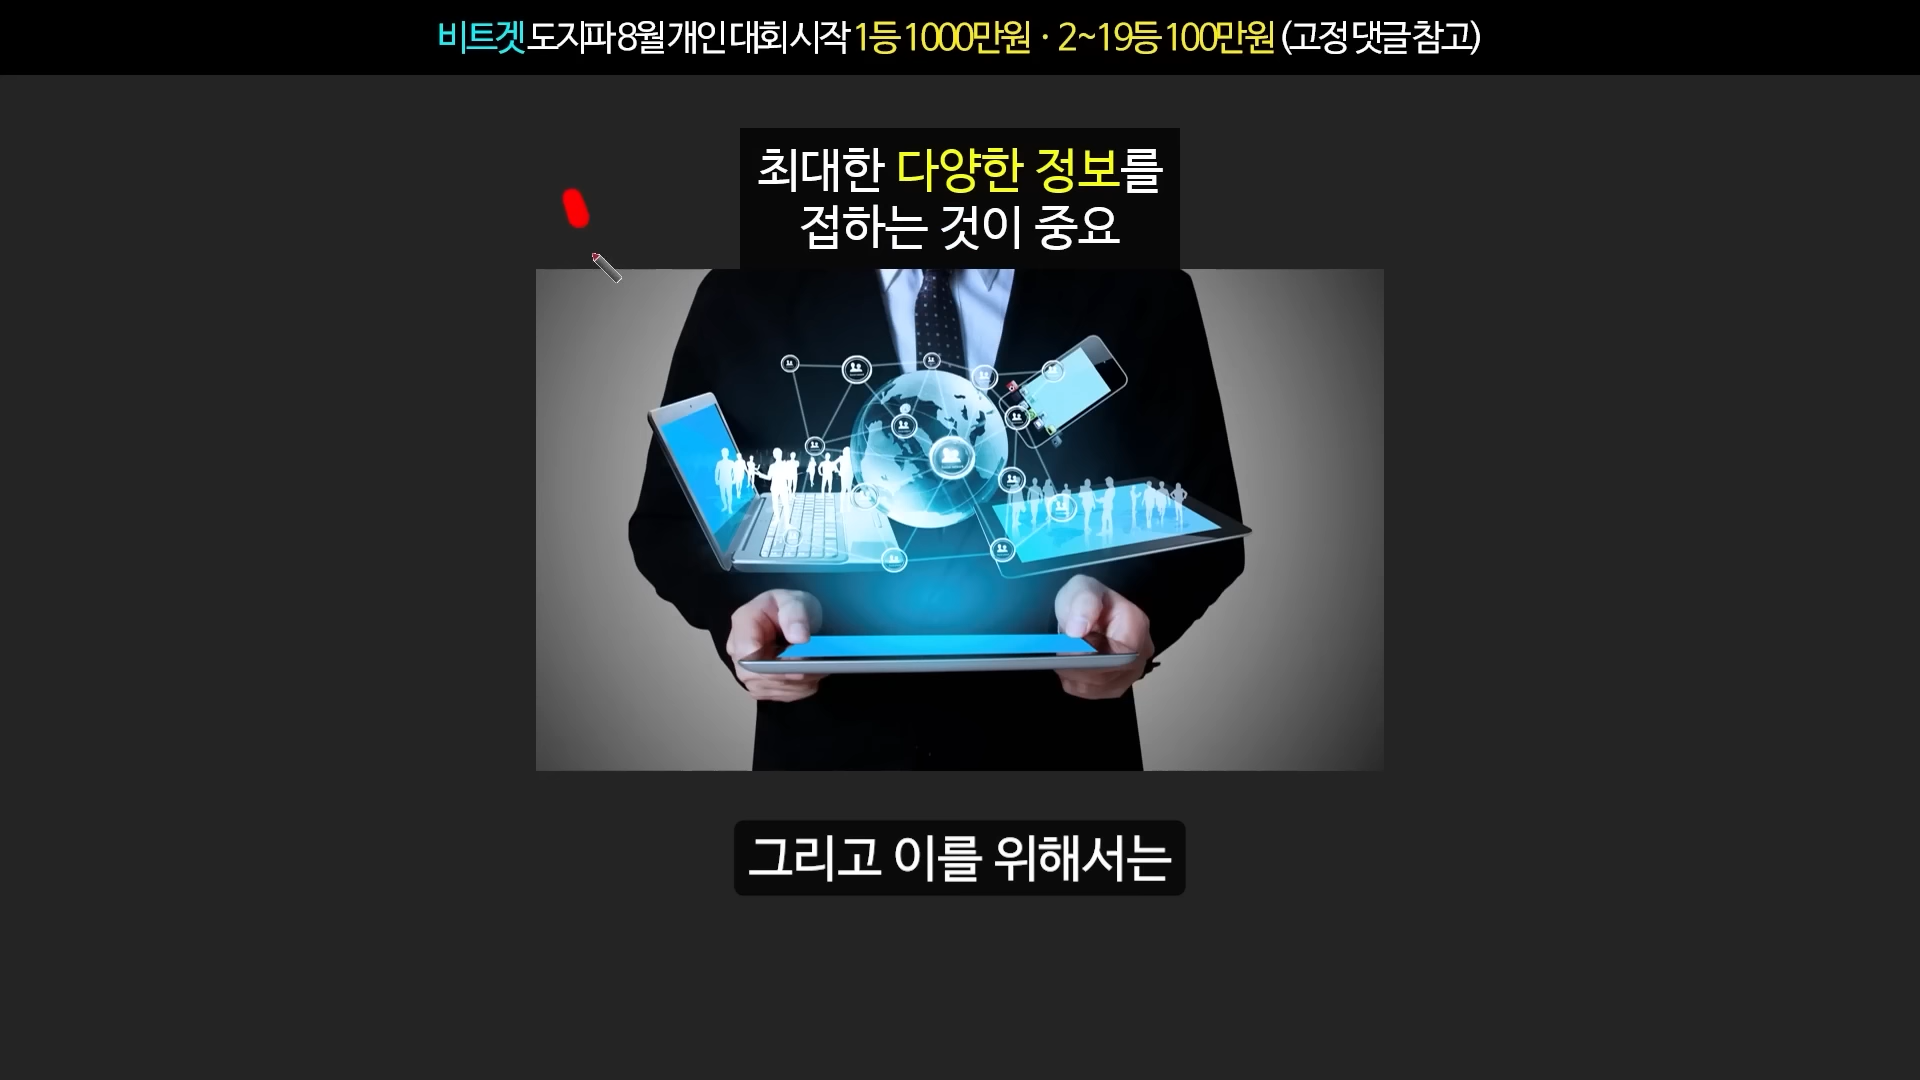 비트겟 도지파 8월 개인 대회 시작 1등 1000만원 · 2~19등 100만원 (고정 댓글 참고)
최대한 다양한 정보를
접하는 것이 중요
그리고 이를 위해서는